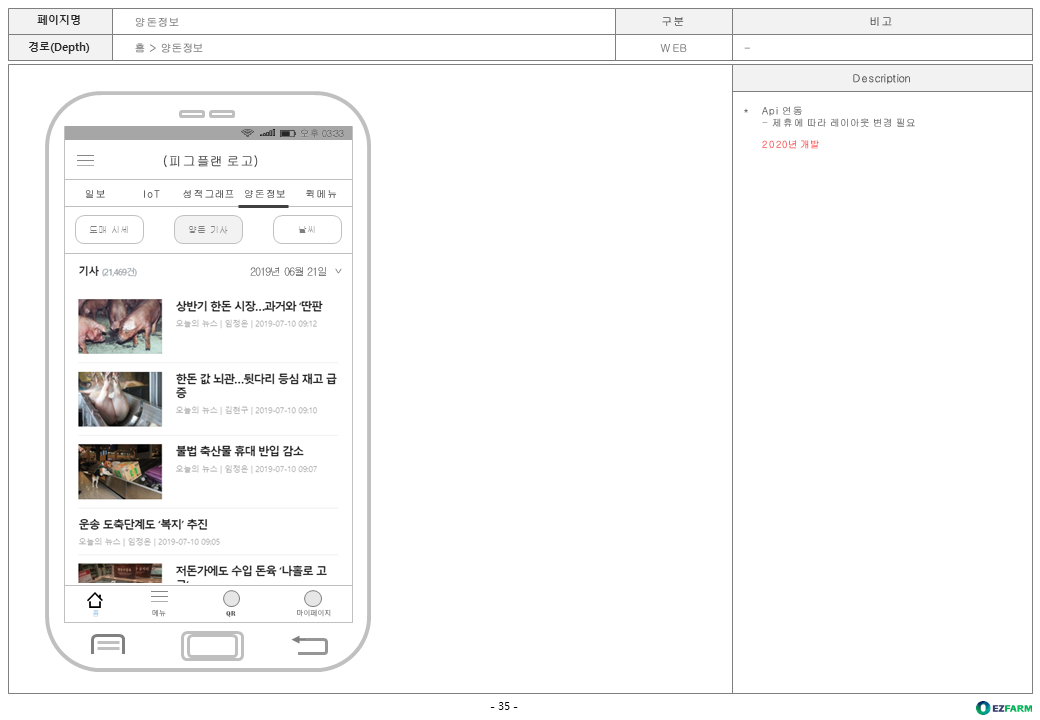 페이지명
양돈정보
구분
비고
경로(Depth)
홈 > 양돈정보
WEB
-
Description
* Api 연동
- 제휴에 따라 레이아웃 변경 필요
2020년 개발
오후 03:33
(피그플랜 로고)
일보
IoT
성적그래프
양돈정보
퀵메뉴
도매 시세
양돈 기사
날씨
기사 (21,469건)
2019년 06월 21일
상반기 한돈 시장…과거와 ‘딴판
오늘의 뉴스 | 임정은 | 2019-07-10 09:12
한돈 값 뇌관…뒷다리 등심 재고 급
증
오늘의 뉴스 | 김현구 | 2019-07-10 09:10
불법 축산물 휴대 반입 감소
오늘의 뉴스 | 임정은 | 2019-07-10 09:07
운송 도축단계도 ‘복지’ 추진
오늘의 뉴스 | 임정은 | 2019-07-10 09:05
저돈가에도 수입 돈육 ‘나홀로 고
홈
메뉴
QR
마이페이지
- 35 -
EZFARM